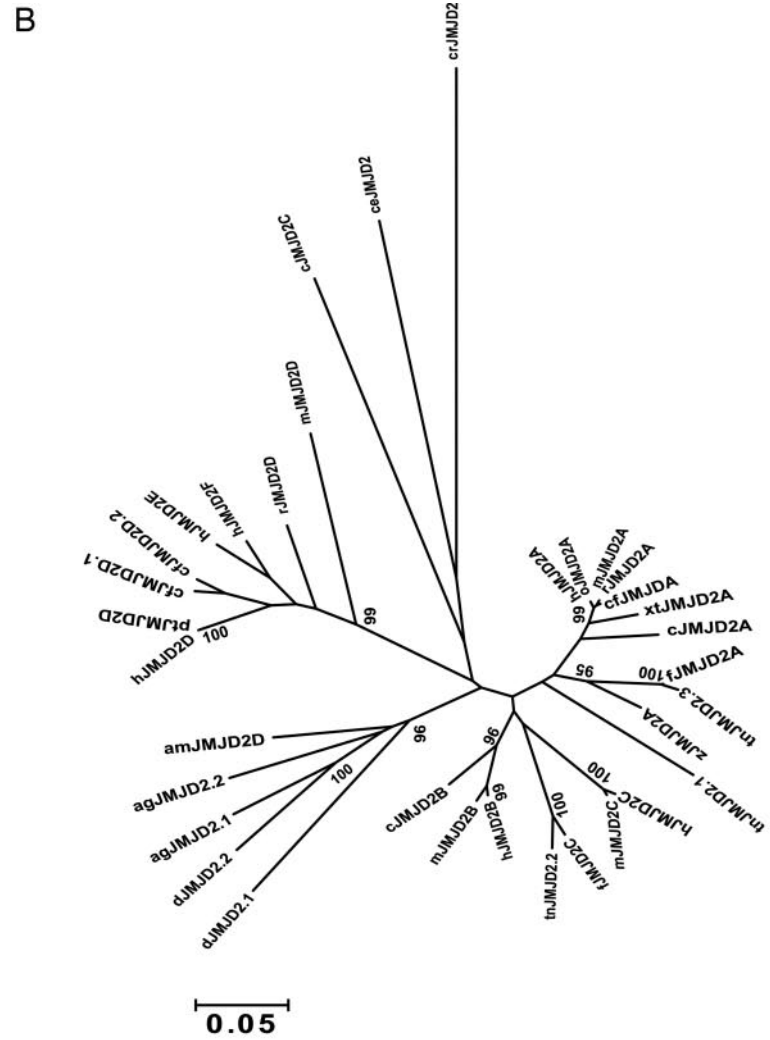 B
crJMJD2
ceJMJD2
cJMJD2C
mJMJD2D
rJMJD2D
hJMJD2F
hJMJD2E
cfJMJD2D.2
cfJMJD2D.1
ptJMJD2D
hJMJD2D
100
99
hJMJD2A
oJMJD2A
mJMJD2A
rJMJD2A
cfJMJDA
99
xtJMJD2A
cJMJD2A
fJMJD2A
100
95
tnJMJD2.3
zJMJD2A
tnJMJD2.1
amJMJD2D
96
agJMJD2.2
100
agJMJD2.1
dJMJD2.2
dJMJD2.1
96
cJMJD2B
mJMJD2B
99
hJMJD2B
100
hJMJD2C
mJMJD2C
100
fJMJD2C
tnJMJD2.2
0.05